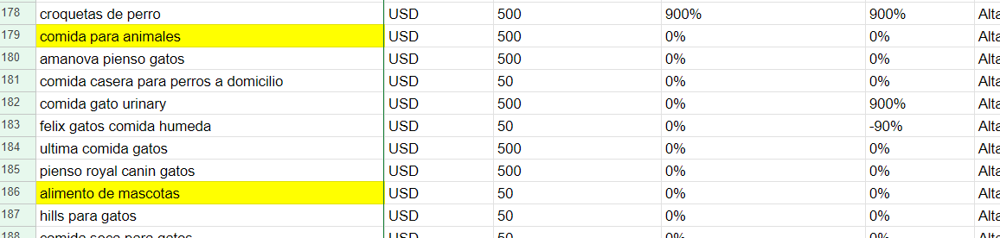 178 croquetas de perro USD 500 900% 900% Alta
179 comida para animales USD 500 0% 0% Alta
180 amanova pienso gatos USD 500 0% 0% Alta
181 comida casera para perros a domicilio USD 50 0% 0% Alta
182 comida gato urinary USD 500 0% 900% Alta
183 felix gatos comida humeda USD 50 0% -90% Alta
184 ultima comida gatos USD 500 0% 0% Alta
185 pienso royal canin gatos USD 500 0% 0% Alta
186 alimento de mascotas USD 50 0% 0% Alta
187 hills para gatos USD 50 0% 0% Alta
188 comida seca para gatos USD 50 0% 0% Alta